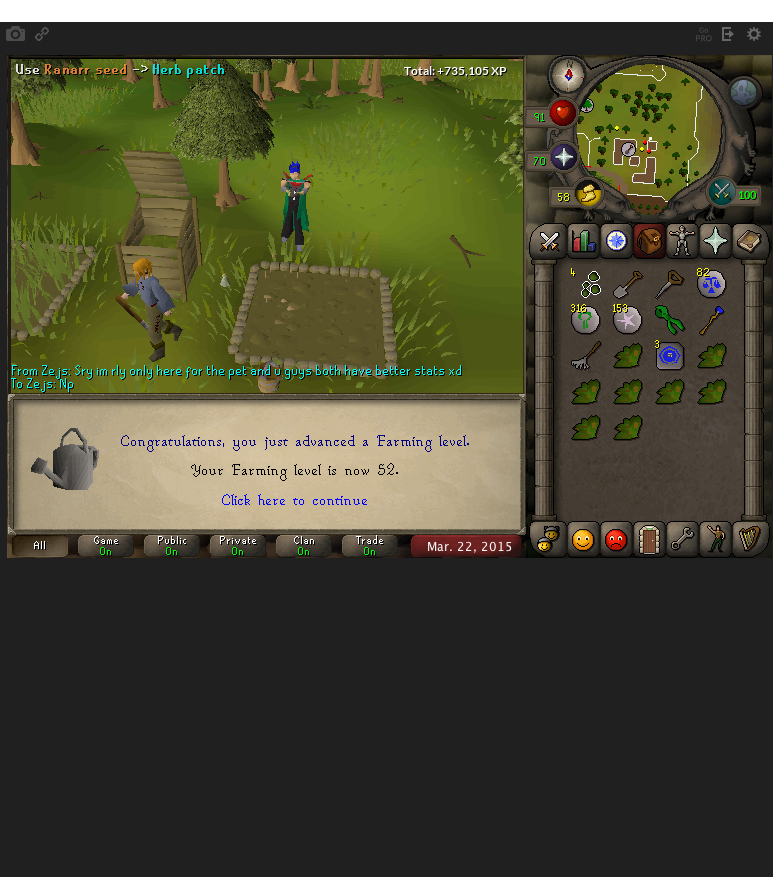 Go
PRO
Use Ranarr seed -> Herb patch
Total: +735,105 XP
N
91
70
58
100
4
82
316
153
3
From Zejs: Sry im rly only here for the pet and u guys both have better stats xd
To Zejs: Np
Congratulations, you just advanced a Farming level.
Your Farming level is now 52.
Click here to continue
All
Game
On
Public
On
Private
On
Clan
On
Trade
On
Mar. 22, 2015